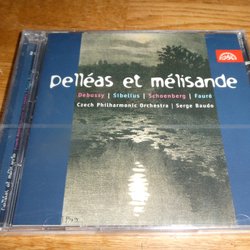 pelléas et mélisande
Debussy | Sibelius | Schoenberg | Fauré
Czech Philharmonic Orchestra | Serge Baudo